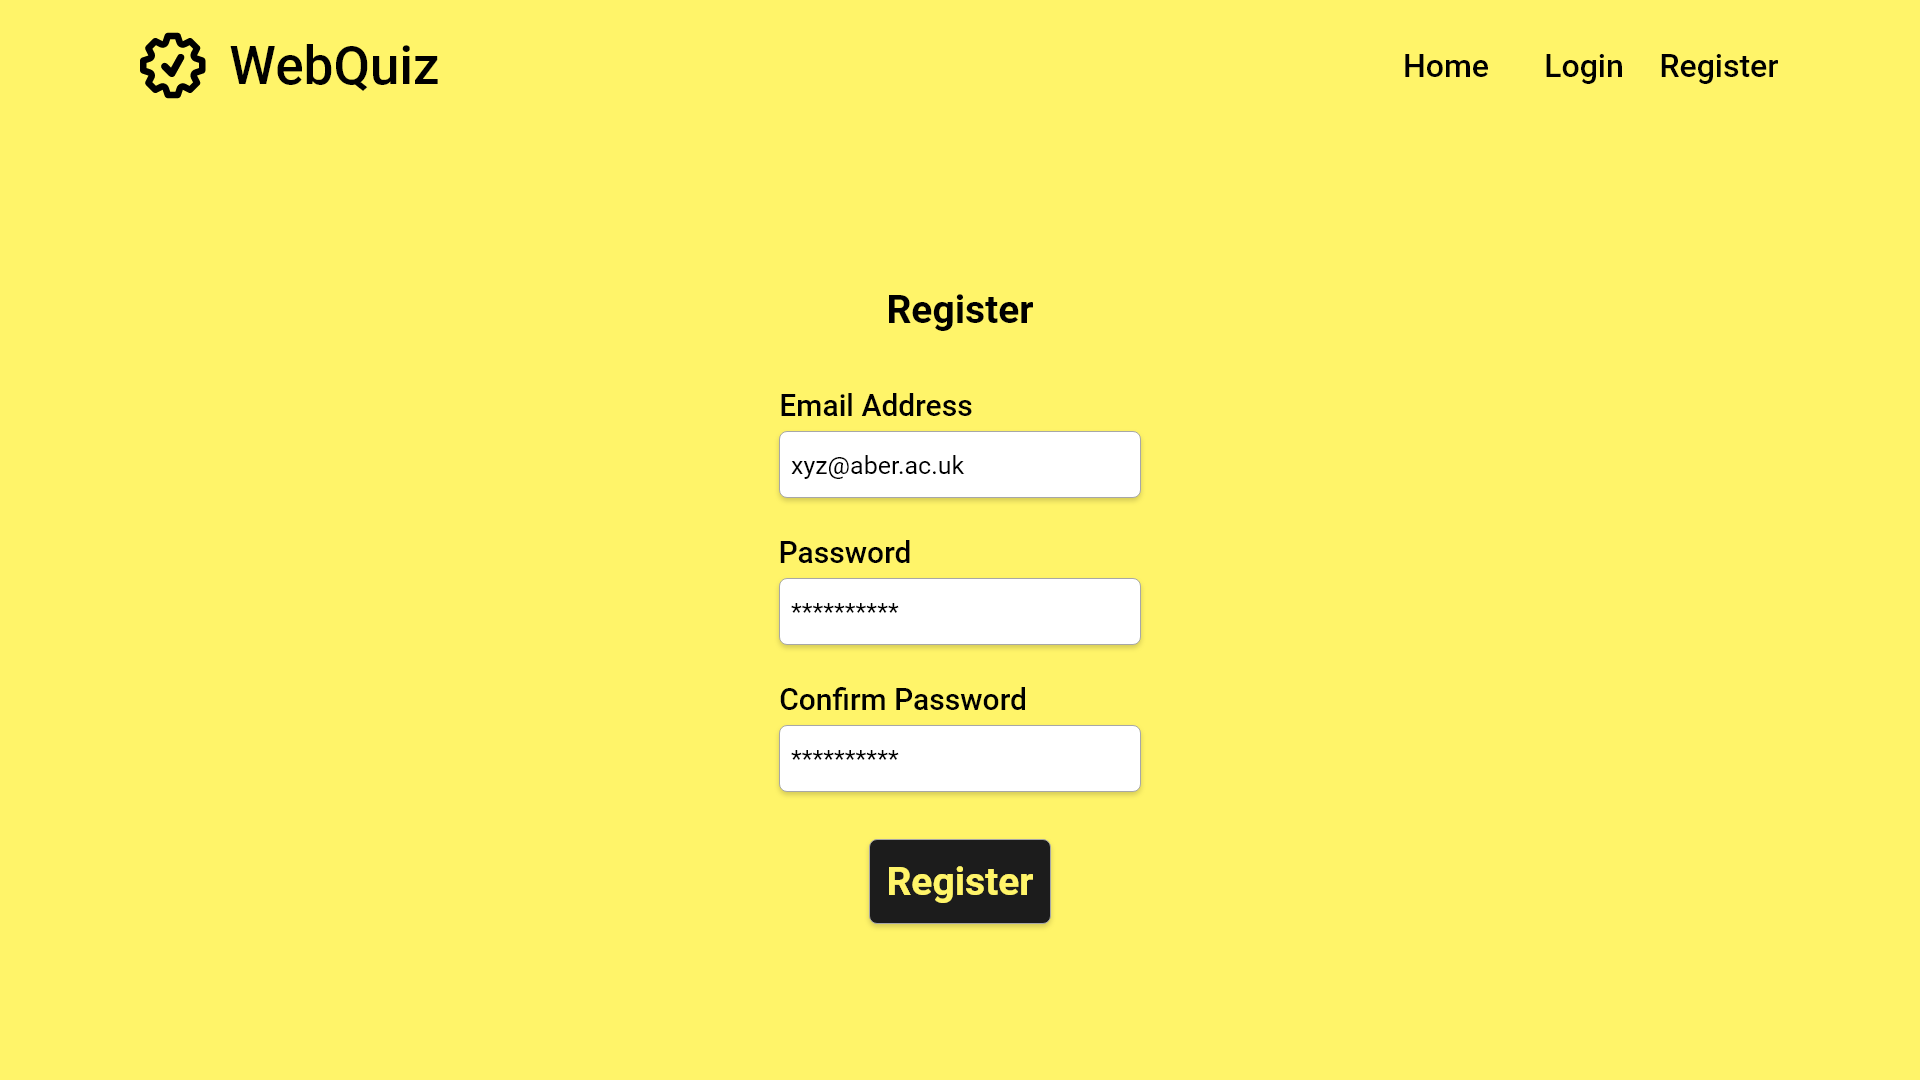 WebQuiz
Home Login Register
Register
Email Address
xyz@aber.ac.uk
Password
**********
Confirm Password
**********
Register